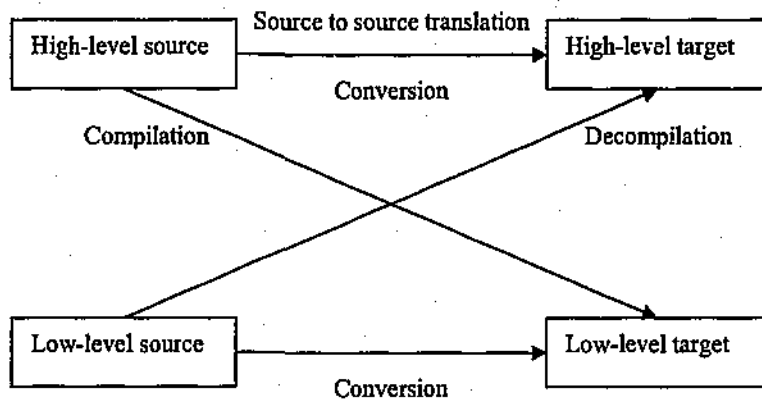 Source to source translation
High-level source
High-level target
Conversion
Compilation
Decompilation
Low-level source
Low-level target
Conversion